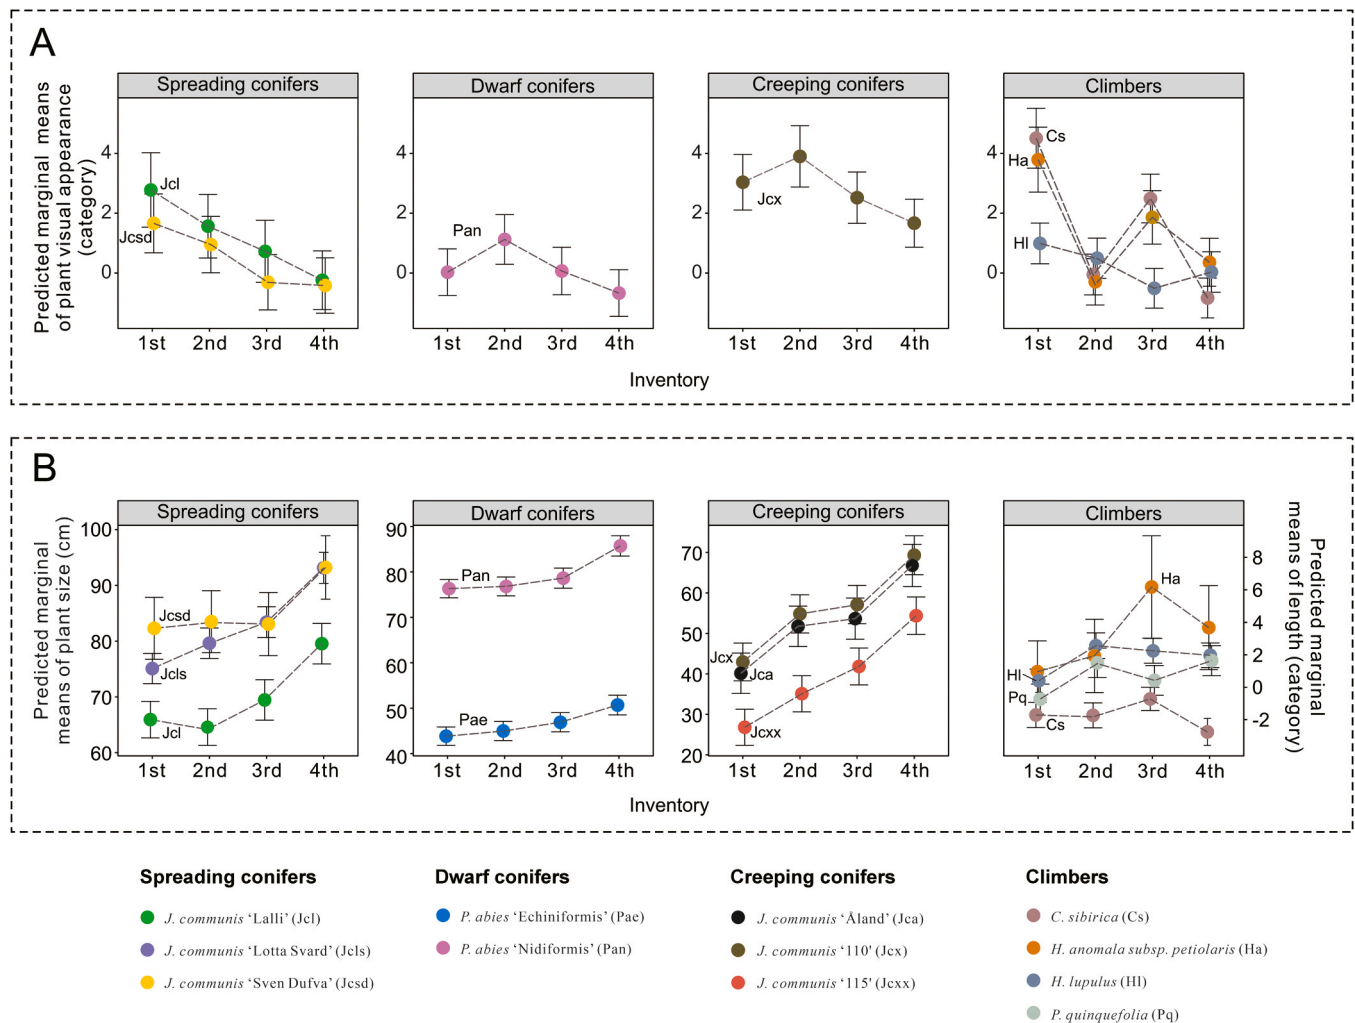 A
Predicted marginal means
of plant visual appearance
(category)
Spreading conifers
4
2
0
Jcl
Jcsd
1st 2nd 3rd 4th
Dwarf conifers
4
2
0
Pan
1st 2nd 3rd 4th
Creeping conifers
4
2
0
Jcx
1st 2nd 3rd 4th
Climbers
4
2
0
Cs
Ha
Hl
1st 2nd 3rd 4th
Inventory
B
Predicted marginal
means of plant size (cm)
Spreading conifers
100
90
80
70
60
Jcsd
Jcls
Jcl
1st 2nd 3rd 4th
Dwarf conifers
90
80
70
60
50
40
Pan
Pae
1st 2nd 3rd 4th
Creeping conifers
70
60
50
40
30
20
Jcx
Jca
Jcxx
1st 2nd 3rd 4th
Climbers
Ha
Hl
Pq
Cs
8
6
4
2
0
-2
1st 2nd 3rd 4th
Predicted marginal
means of length (category)
Inventory
Spreading conifers
J. communis ‘Lalli’ (Jcl)
J. communis ‘Lotta Svard’ (Jcls)
J. communis ‘Sven Dufva’ (Jcsd)
Dwarf conifers
P. abies ‘Echiniformis’ (Pae)
P. abies ‘Nidiformis’ (Pan)
Creeping conifers
J. communis ‘Åland’ (Jca)
J. communis ‘110' (Jcx)
J. communis ‘115' (Jcxx)
Climbers
C. sibirica (Cs)
H. anomala subsp. petiolaris (Ha)
H. lupulus (Hl)
P. quinquefolia (Pq)